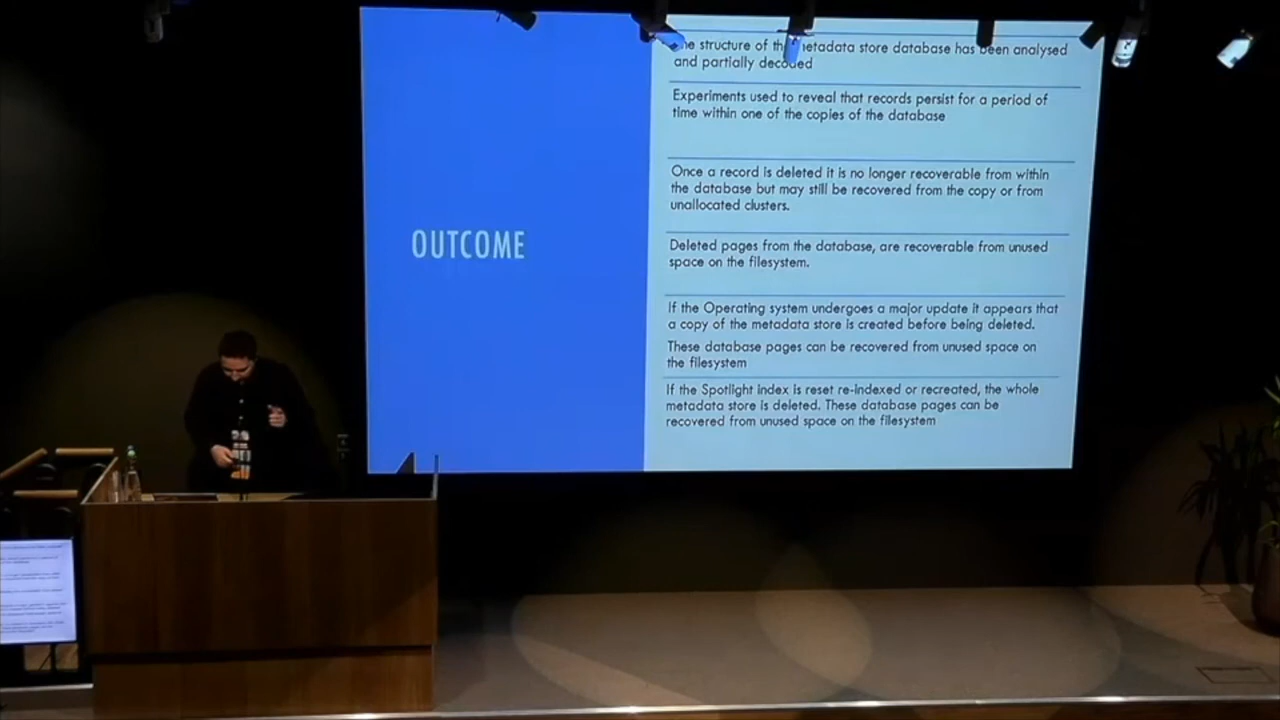 OUTCOME
he structure of th etadata store database has been analysed
and partially decoded
Experiments used to reveal that records persist for a period of
time within one of the copies of the database
Once a record is deleted it is no longer recoverable from within
the database but may still be recovered from the copy or from
unallocated clusters.
Deleted pages from the database, are recoverable from unused
space on the filesystem.
If the Operating system undergoes a major update it appears that
a copy of the metadata store is created before being deleted.
These database pages can be recovered from unused space on
the filesystem
If the Spotlight index is reset re-indexed or recreated, the whole
metadata store is deleted. These database pages can be
recovered from unused space on the filesystem